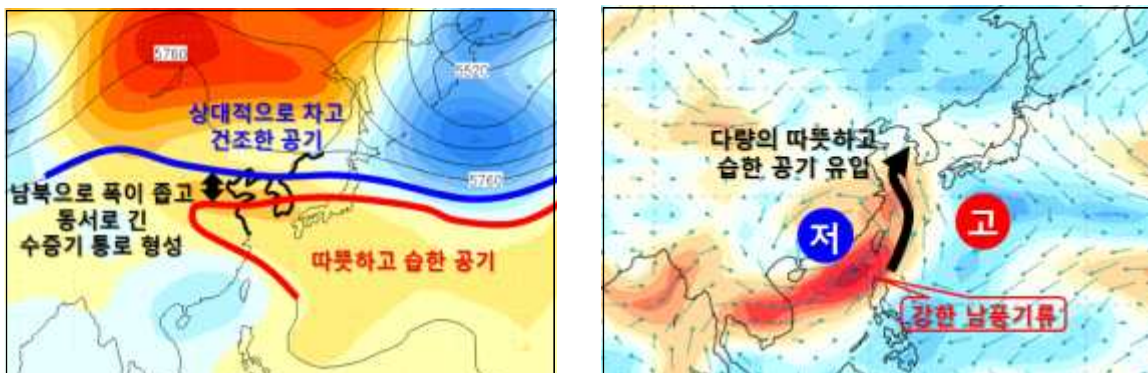 5760
5520
상대적으로 차고
건조한 공기
5760
남북으로 폭이 좁고
동서로 긴
수증기 통로 형성
따뜻하고 습한 공기
다량의 따뜻하고
습한 공기 유입
저
고
강한 남풍기류